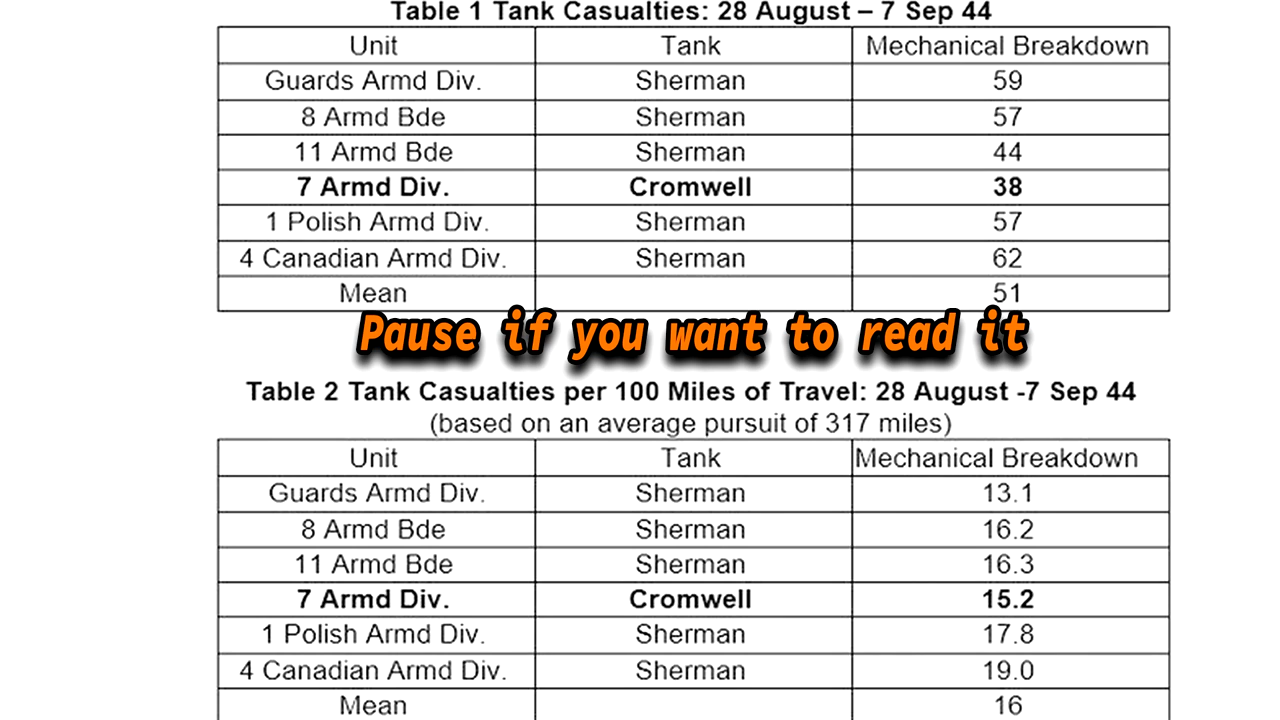 Table 1 Tank Casualties: 28 August – 7 Sep 44
Unit Tank Mechanical Breakdown
Guards Armd Div. Sherman 59
8 Armd Bde Sherman 57
11 Armd Bde Sherman 44
7 Armd Div. Cromwell 38
1 Polish Armd Div. Sherman 57
4 Canadian Armd Div. Sherman 62
Mean 51
Pause if you want to read it
Table 2 Tank Casualties per 100 Miles of Travel: 28 August -7 Sep 44
(based on an average pursuit of 317 miles)
Unit Tank Mechanical Breakdown
Guards Armd Div. Sherman 13.1
8 Armd Bde Sherman 16.2
11 Armd Bde Sherman 16.3
7 Armd Div. Cromwell 15.2
1 Polish Armd Div. Sherman 17.8
4 Canadian Armd Div. Sherman 19.0
Mean 16